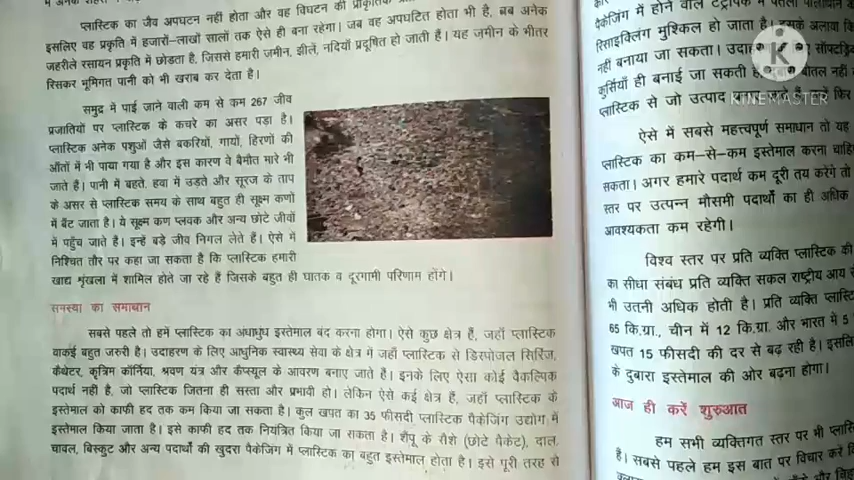 प्लास्टिक का जैव अपघटन नहीं होता और वह विघटन की प्राकृतिक
इसलिए वह प्रकृति में हजारों-लाखों सालों तक ऐसे ही बना रहेगा। जब वह अपघटित होता भी है, बब अनेक
जहरीले रसायन प्रकृति में छोडता है, जिससे हमारी जमीन, झीलें, नदियाँ प्रदूषित हो जाती हैं। यह जमीन के भीतर
रिसकर भूमिगत पानी को भी खराब कर देता है।
समुद्र में पाई जाने वाली कम से कम 267 जीव
प्रजातियों पर प्लास्टिक के कचरे का असर पड़ा है।
प्लास्टिक अनेक पशुओं जैसे बकरियों, गायों, हिरणों की
आँतों में भी पाया गया है और इस कारण वे बेमौत मारे भी
जाते हैं। पानी में बहते, हवा में उड़ते और सूरज के ताप
के असर से प्लास्टिक समय के साथ बहुत ही सूक्ष्म कणों
में बँट जाता है। ये सूक्ष्म कण प्लवक और अन्य छोटे जीवों
में पहुँच जाते हैं। इन्हें बड़े जीव निगल लेते हैं। ऐसे में
निश्चित तौर पर कहा जा सकता है कि प्लास्टिक हमारी
खाद्य शृंखला में शामिल होते जा रहे हैं जिसके बहुत ही घातक व दूरगामी परिणाम होंगे।
समस्या का समाधान
सबसे पहले तो हमें प्लास्टिक का अंधाधुंध इस्तेमाल बंद करना होगा। ऐसे कुछ क्षेत्र हैं, जहाँ प्लास्टिक
वाकई बहुत जरुरी है। उदाहरण के लिए आधुनिक स्वास्थ्य सेवा के क्षेत्र में जहाँ प्लास्टिक से डिस्पोजल सिरिंज,
कैथेटर, कृत्रिम कॉर्निया, श्रवण यंत्र और कैप्स्यूल के आवरण बनाए जाते हैं। इनके लिए ऐसा कोई वैकल्पिक
पदार्थ नहीं है, जो प्लास्टिक जितना ही सस्ता और प्रभावी हो। लेकिन ऐसे कई क्षेत्र हैं, जहाँ प्लास्टिक के
इस्तेमाल को काफी हद तक कम किया जा सकता है। कुल खपत का 35 फीसदी प्लास्टिक पैकेजिंग उद्योग में
इस्तेमाल किया जाता है। इसे काफी हद तक नियंत्रित किया जा सकता है। शैंपू के सैशे (छोटे पैकेट), दाल,
चावल, बिस्कुट और अन्य पदार्थों की खुदरा पैकेजिंग में प्लास्टिक का बहुत इस्तेमाल होता है। इसे पूरी तरह से
पैकेजिंग में होने वाले टेट्रापैक में पतली
रिसाइक्लिंग मुश्किल हो जाता है। इसके अलावा
नहीं बनाया जा सकता।
कुर्सियाँ ही बनाई जा सकती बोतल नहीं
प्लास्टिक से जो उत्पाद बनाए जाते हैं, फिर
KINEMASTER
ऐसे में सबसे महत्त्वपूर्ण समाधान तो यह
प्लास्टिक का कम-से-कम इस्तेमाल करना
सकता। अगर हमारे पदार्थ कम दूरी तय करेंगे तो
स्तर पर उत्पन्न मौसमी पदार्थों का ही अधिक
आवश्यकता कम रहेगी।
विश्व स्तर पर प्रति व्यक्ति प्लास्टिक की
का सीधा संबंध प्रति व्यक्ति सकल राष्ट्रीय आय
भी उतनी अधिक होती है। प्रति व्यक्ति
65 कि.ग्रा., चीन में 12 कि.ग्रा. और भारत में 5
खपत 15 फीसदी की दर से बढ़ रही है।
के दुबारा इस्तेमाल की ओर बढ़ना होगा।
आज ही करें शुरुआत
हम सभी व्यक्तिगत स्तर पर भी
है। सबसे पहले हम इस बात पर विचार करें